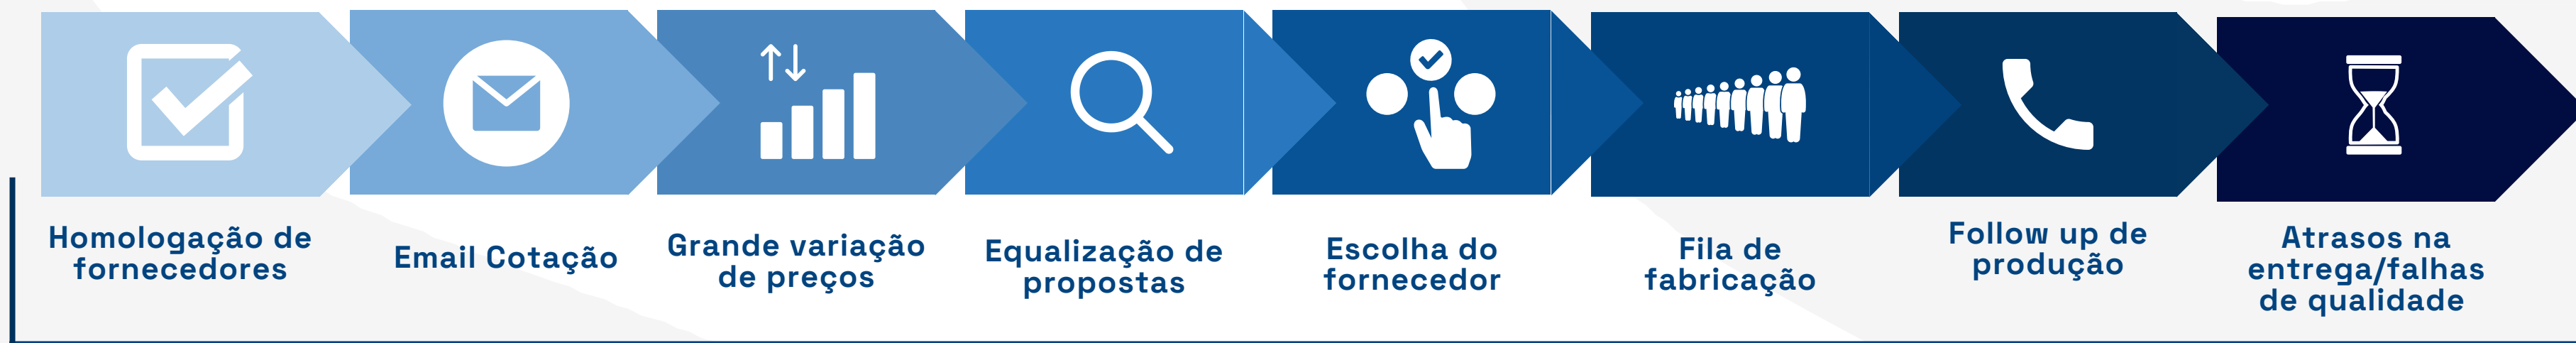 Homologação de
fornecedores
Email Cotação
Grande variação
de preços
Equalização de
propostas
Escolha do
fornecedor
Fila de
fabricação
Follow up de
produção
Atrasos na
entrega/falhas
de qualidade